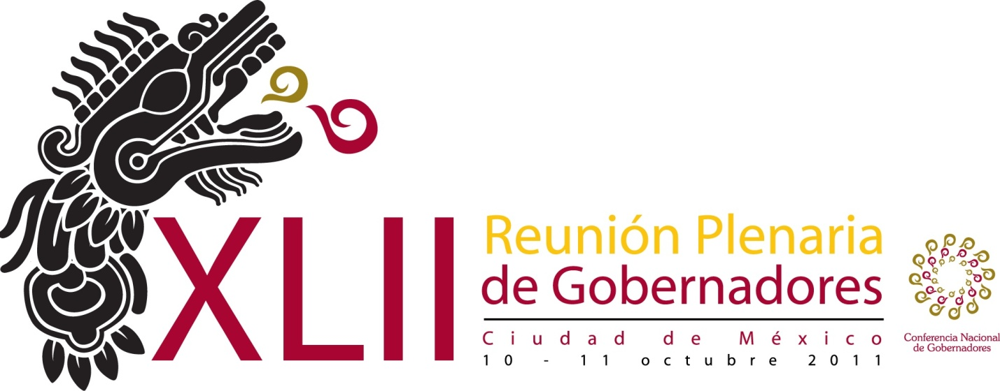 XLII
Reunión Plenaria
de Gobernadores
Ciudad de México
10 - 11 octubre 2011
Conferencia Nacional
de Gobernadores